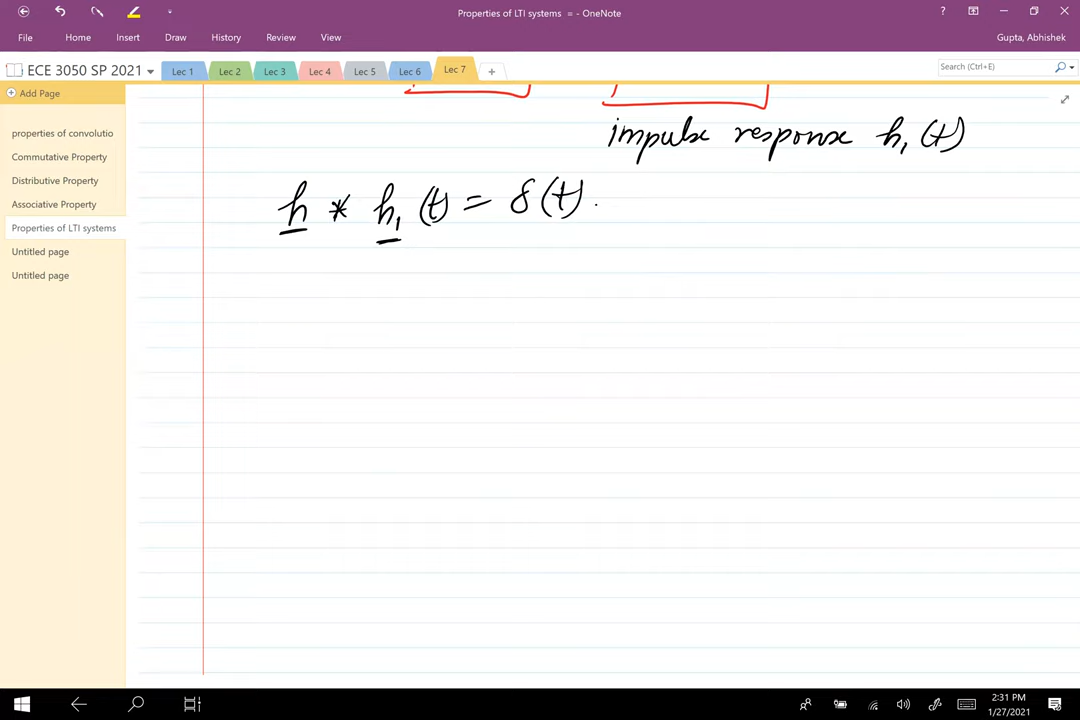 Properties of LTI systems = - OneNote
File Home Insert Draw History Review View
Gupta, Abhishek
ECE 3050 SP 2021
Lec 1 Lec 2 Lec 3 Lec 4 Lec 5 Lec 6 Lec 7
Search (Ctrl+E)
Add Page
properties of convolutio
Commutative Property
Distributive Property
Associative Property
Properties of LTI systems
Untitled page
Untitled page
impulse response h₁(t)
h * h₁(t) = δ(t).
2:31 PM
1/27/2021